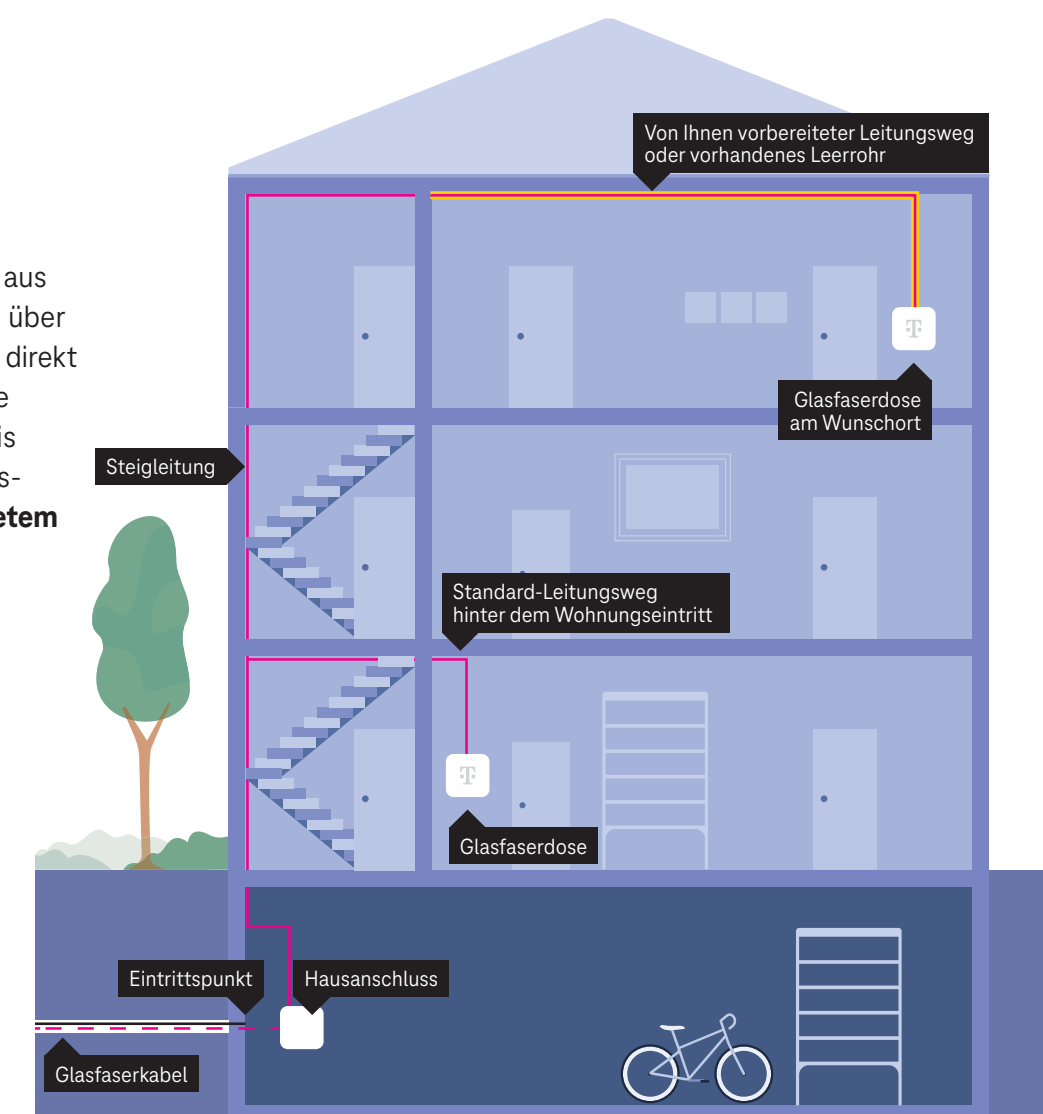 Von Ihnen vorbereiteter Leitungsweg
oder vorhandenes Leerrohr
aus
über
direkt
e
is
s-
etem
T
Glasfaserdose
am Wunschort
Steigleitung
Standard-Leitungsweg
hinter dem Wohnungseintritt
T
Glasfaserdose
Eintrittspunkt
Hausanschluss
Glasfaserkabel